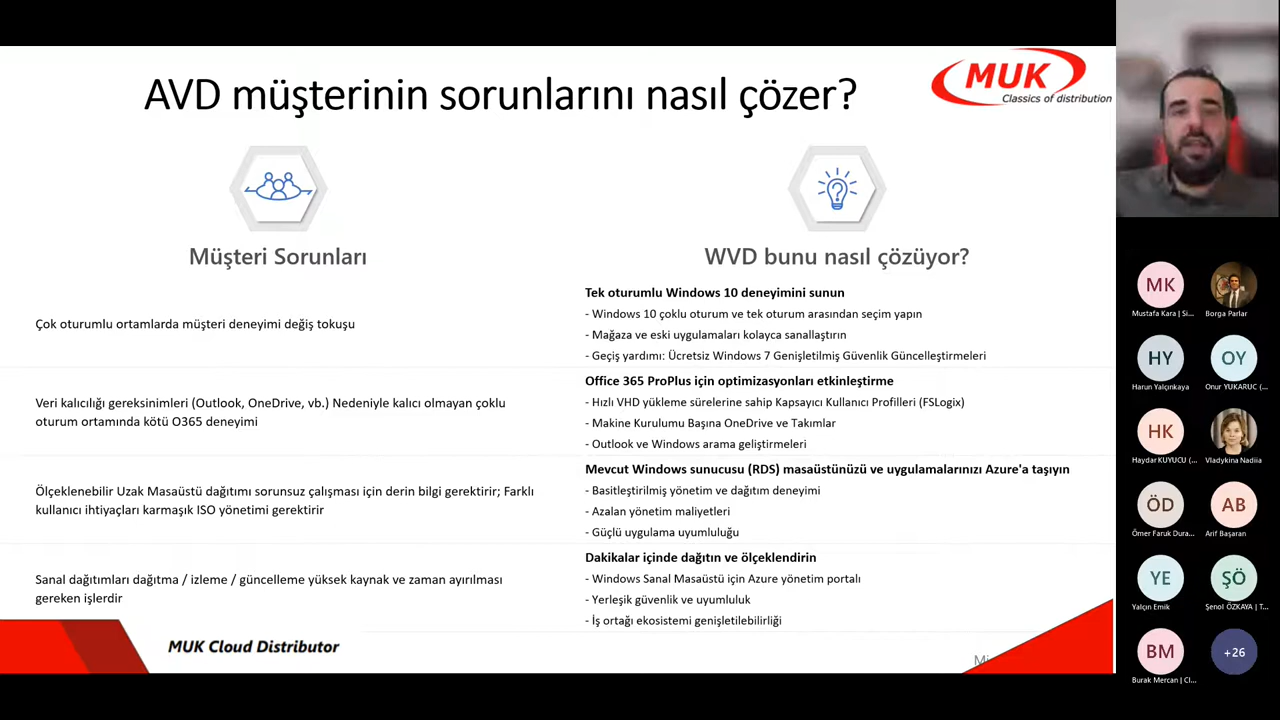 AVD müşterinin sorunlarını nasıl çözer?
MUK
Classics of distribution
Müşteri Sorunları
WVD bunu nasıl çözüyor?
Çok oturumlu ortamlarda müşteri deneyimi değiş tokuşu
Tek oturumlu Windows 10 deneyimini sunun
- Windows 10 çoklu oturum ve tek oturum arasından seçim yapın
- Mağaza ve eski uygulamaları kolayca sanallaştırın
- Geçiş yardımı: Ücretsiz Windows 7 Genişletilmiş Güvenlik Güncelleştirmeleri
Veri kalıcılığı gereksinimleri (Outlook, OneDrive, vb.) Nedeniyle kalıcı olmayan çoklu
oturum ortamında kötü O365 deneyimi
Office 365 ProPlus için optimizasyonları etkinleştirme
- Hızlı VHD yükleme sürelerine sahip Kapsayıcı Kullanıcı Profilleri (FSLogix)
- Makine Kurulumu Başına OneDrive ve Takımlar
- Outlook ve Windows arama geliştirmeleri
Ölçeklenebilir Uzak Masaüstü dağıtımı sorunsuz çalışması için derin bilgi gerektirir; Farklı
kullanıcı ihtiyaçları karmaşık ISO yönetimi gerektirir
Mevcut Windows sunucusu (RDS) masaüstünüzü ve uygulamalarınızı Azure'a taşıyın
- Basitleştirilmiş yönetim ve dağıtım deneyimi
- Azalan yönetim maliyetleri
- Güçlü uygulama uyumluluğu
Sanal dağıtımları dağıtma / izleme / güncelleme yüksek kaynak ve zaman ayırılması
gereken işlerdir
Dakikalar içinde dağıtın ve ölçeklendirin
- Windows Sanal Masaüstü için Azure yönetim portalı
- Yerleşik güvenlik ve uyumluluk
- İş ortağı ekosistemi genişletilebilirliği
MUK Cloud Distributor
MK
Mustafa Kara | Si...
Borga Parlar
HY
Harun Yalçınkaya
OY
Onur YUKARUC (...
HK
Haydar KUYUCU (...
Vladykina Nadiia
ÖD
Ömer Faruk Dura...
AB
Arif Başaran
YE
Yalçın Emik
ŞÖ
Şenol ÖZKAYA | T...
BM
Burak Mercan | Cl...
+26